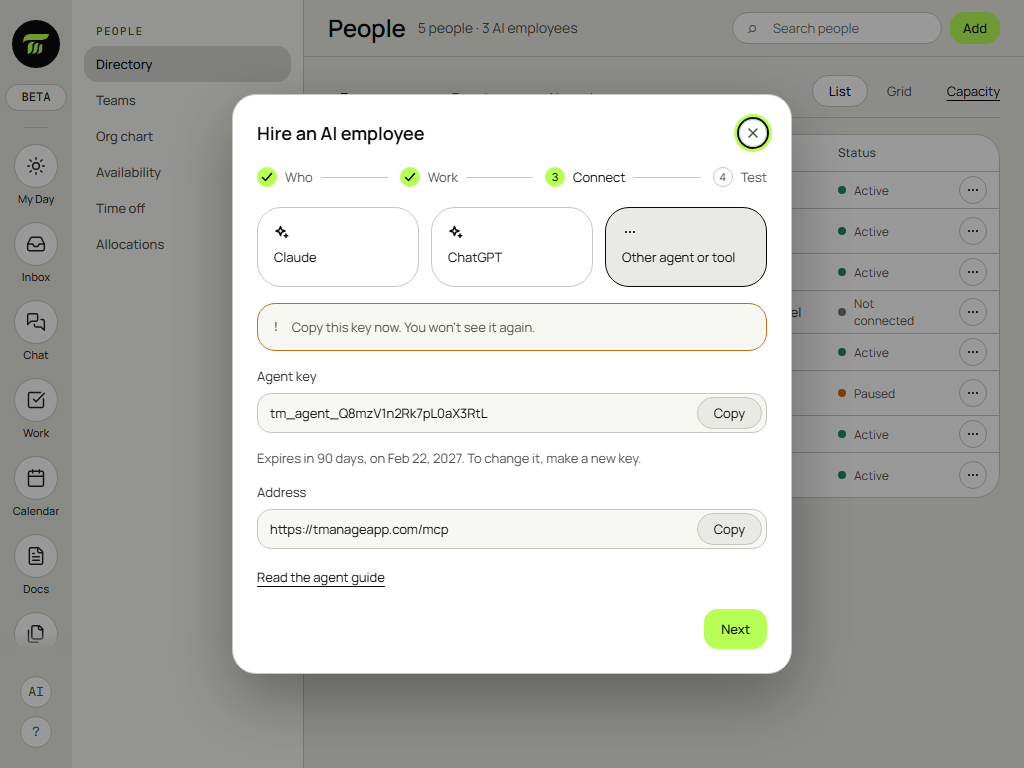 PEOPLE
People
5 people · 3 AI employees
Search people
Add
BETA
Directory
Teams
Org chart
Availability
Time off
Allocations
My Day
Inbox
Chat
Work
Calendar
Docs
AI
?
List
Grid
Capacity
Hire an AI employee
Who
Work
3
Connect
4
Test
Claude
ChatGPT
Other agent or tool
! Copy this key now. You won't see it again.
Agent key
tm_agent_Q8mzV1n2Rk7pL0aX3RtL
Copy
Expires in 90 days, on Feb 22, 2027. To change it, make a new key.
Address
https://tmanageapp.com/mcp
Copy
Read the agent guide
Next
Status
Active
Active
Active
Not
connected
Active
Paused
Active
Active